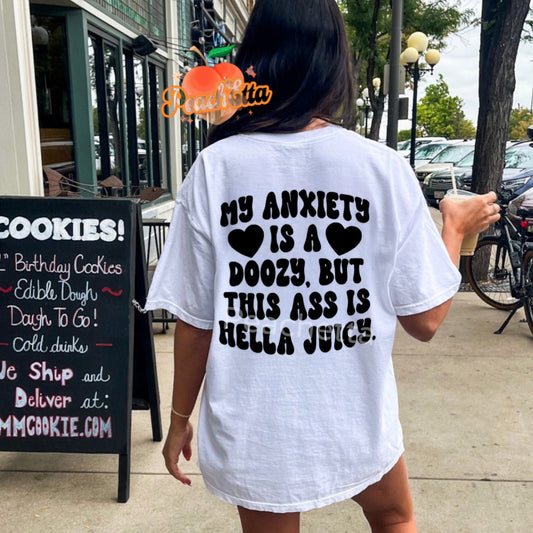 Peachetta
MY ANXIETY
IS A
DOOZY, BUT
THIS ASS IS
HELLA JUICY.
COOKIES!
" Birthday Cookies
Edible Dough
Dough To Go!
Cold drinks
We Ship and
Deliver at:
MMCOOKIE.COM